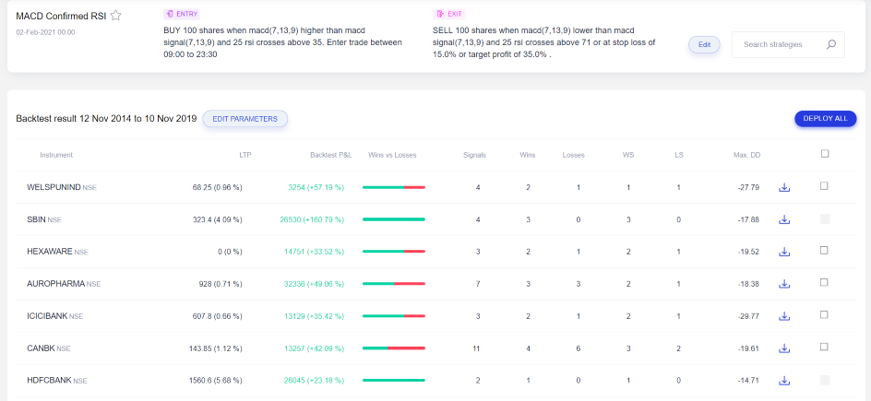 MACD Confirmed RSI
02-Feb-2021 00:00
ENTRY
BUY 100 shares when macd(7,13,9) higher than macd
signal(7,13,9) and 25 rsi crosses above 35. Enter trade between
09:00 to 23:30
EXIT
SELL 100 shares when macd(7,13,9) lower than macd
signal(7,13,9) and 25 rsi crosses above 71 or at stop loss of
15.0% or target profit of 35.0% .
Edit
Search strategies
Backtest result 12 Nov 2014 to 10 Nov 2019 EDIT PARAMETERS DEPLOY ALL
Instrument LTP Backtest P&L Wins vs Losses Signals Wins Losses WS LS Max. DD
WELSPUNIND NSE 68.25 (0.96 %) 3254 (+57.19 %) 4 2 1 1 1 -27.79
SBIN NSE 323.4 (4.09 %) 26530 (+160.79 %) 4 3 0 3 0 -17.88
HEXAWARE NSE 0 (0 %) 14751 (+33.52 %) 3 2 1 2 1 -19.52
AUROPHARMA NSE 928 (0.71 %) 32336 (+49.06 %) 7 3 3 2 1 -18.38
ICICIBANK NSE 607.8 (0.66 %) 13129 (+35.42 %) 3 2 1 2 1 -29.77
CANBK NSE 143.85 (1.12 %) 13257 (+42.09 %) 11 4 6 3 2 -19.61
HDFCBANK NSE 1560.6 (5.68 %) 26045 (+23.18 %) 2 1 0 1 0 -14.71